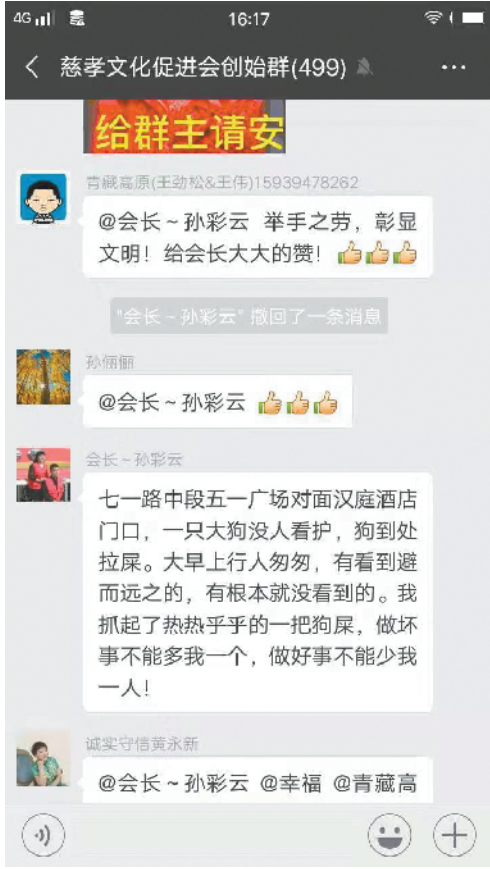 4G 16:17
慈孝文化促进会创始群(499)
给群主请安
青藏高原(王劲松&王伟)15939478262
@会长～孙彩云 举手之劳，彰显
文明！给会长大大的赞！
"会长～孙彩云" 撤回了一条消息
孙俪俪
@会长～孙彩云
会长～孙彩云
七一路中段五一广场对面汉庭酒店
门口，一只大狗没人看护，狗到处
拉屎。大早上行人匆匆，有看到避
而远之的，有根本就没看到的。我
抓起了热热乎乎的一把狗屎，做坏
事不能多我一个，做好事不能少我
一人！
诚实守信黄永新
@会长～孙彩云 @幸福 @青藏高